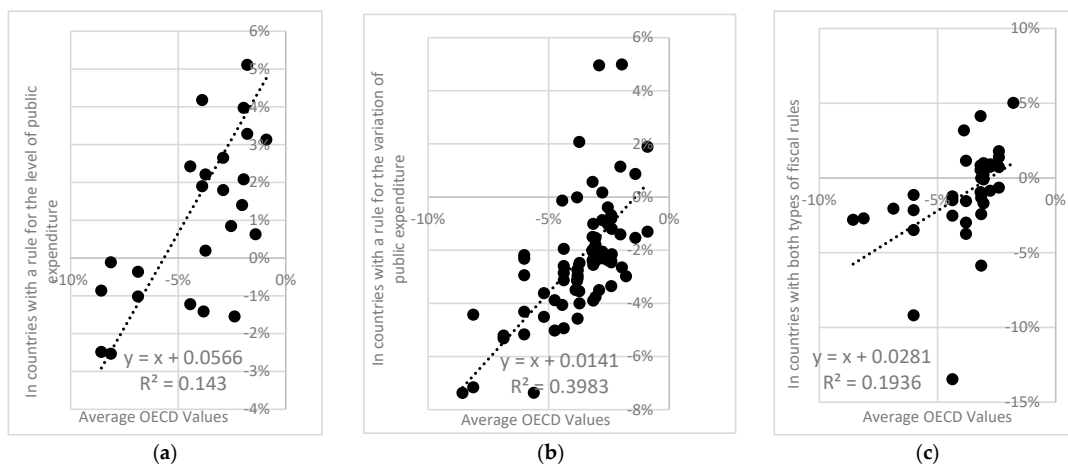 6%
5%
4%
3%
2%
1%
0%
-1%
-2%
-3%
-4%
-10%
-5%
0%
In countries with a rule for the level of public
expenditure
y = x + 0.0566
R² = 0.143
Average OECD Values
(a)
6%
4%
2%
0%
-2%
-4%
-6%
-8%
-10%
-5%
0%
In countries with a rule for the variation of
public expenditure
y = x + 0.0141
R² = 0.3983
Average OECD Values
(b)
10%
5%
0%
-5%
-10%
-15%
-10%
-5%
0%
In countries with both types of fiscal rules
y = x + 0.0281
R² = 0.1936
Average OECD Values
(c)